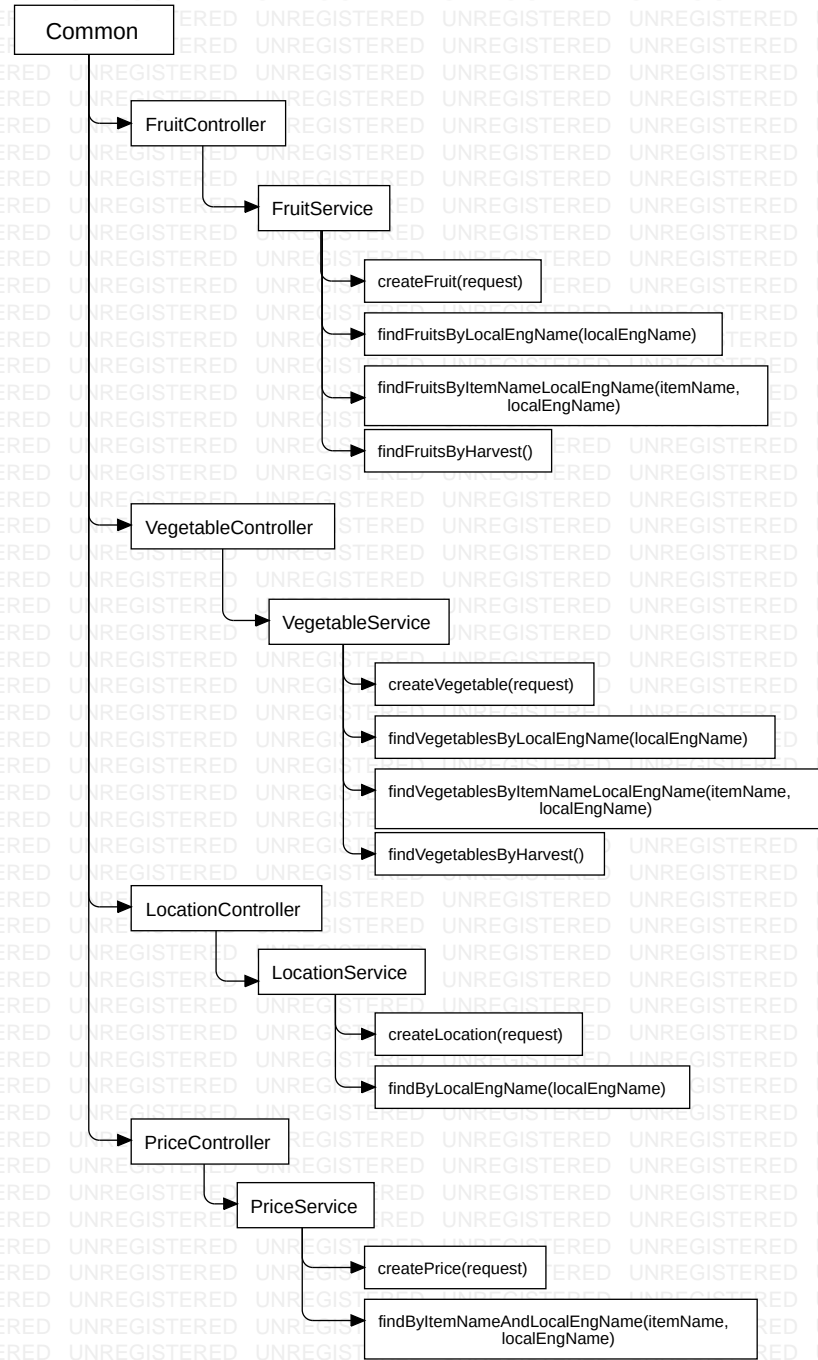 Common
FruitController
FruitService
createFruit(request)
findFruitsByLocalEngName(localEngName)
findFruitsByItemNameLocalEngName(itemName,
localEngName)
findFruitsByHarvest()
VegetableController
VegetableService
createVegetable(request)
findVegetablesByLocalEngName(localEngName)
findVegetablesByItemNameLocalEngName(itemName,
localEngName)
findVegetablesByHarvest()
LocationController
LocationService
createLocation(request)
findByLocalEngName(localEngName)
PriceController
PriceService
createPrice(request)
findByItemNameAndLocalEngName(itemName,
localEngName)
UNREGISTERED